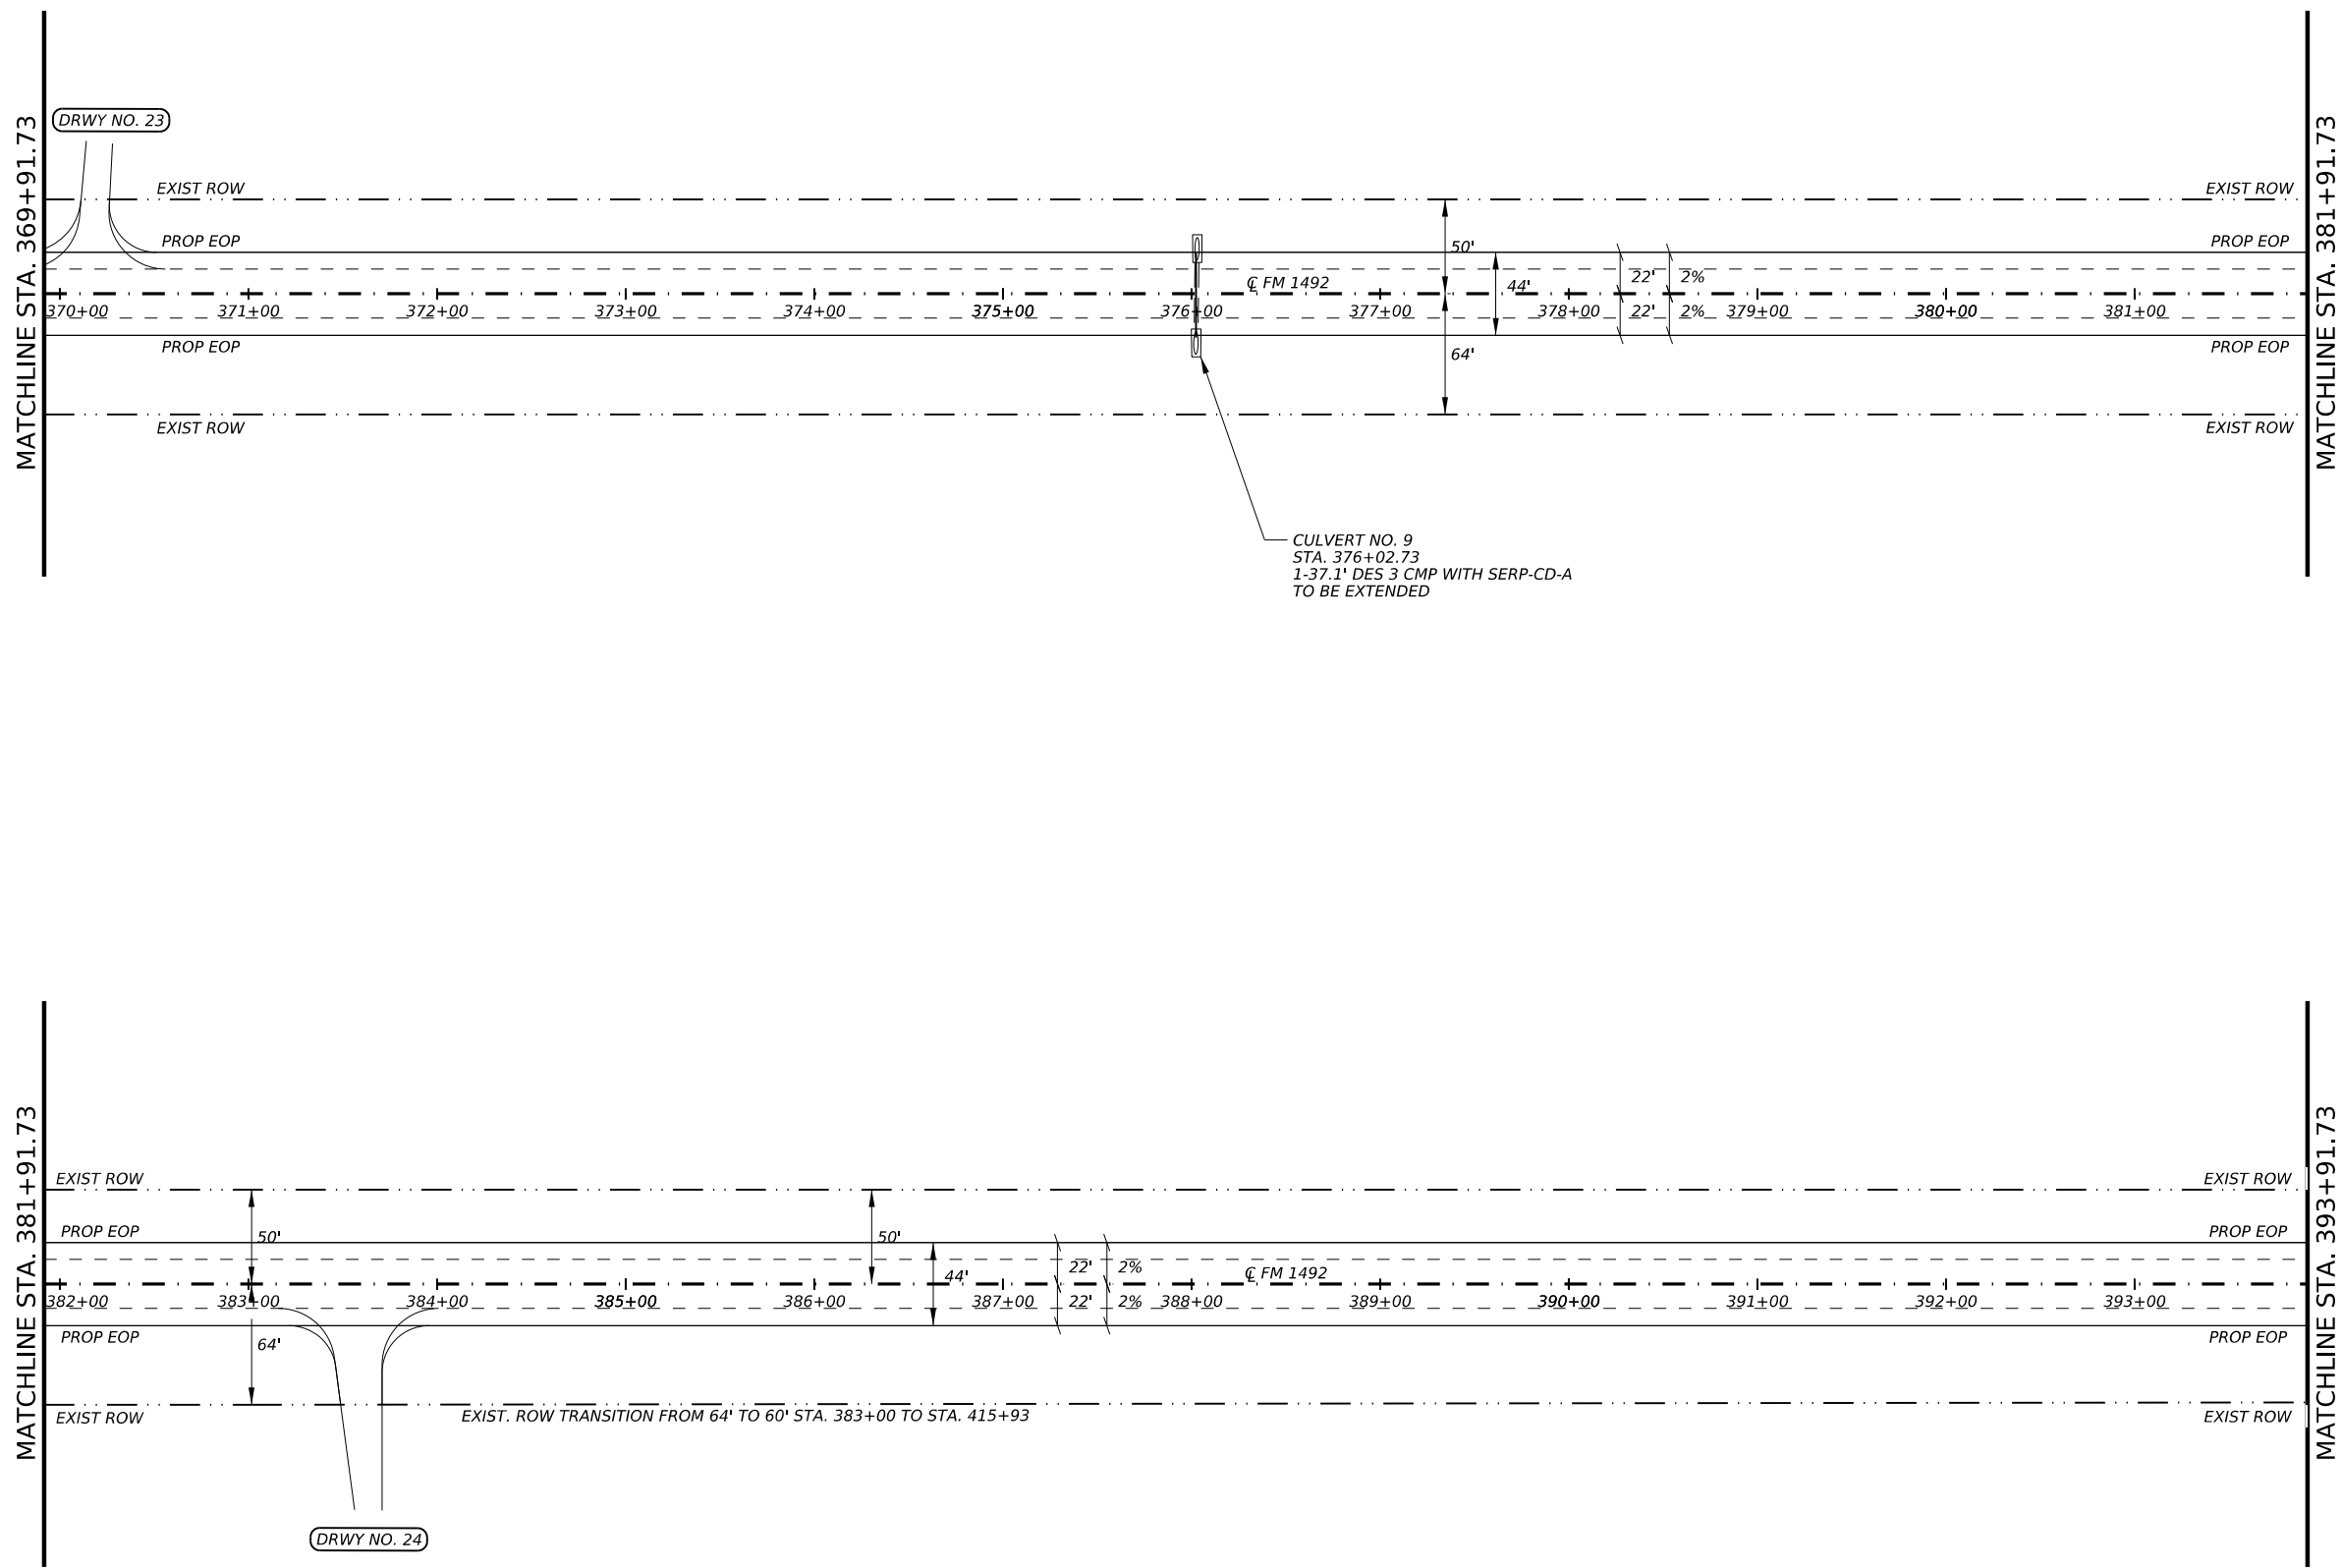 MATCHLINE STA. 369+91.73
DRWY NO. 23
EXIST ROW
EXIST ROW
PROP EOP
PROP EOP
50'
22'
2%
℄ FM 1492
44'
370+00
371+00
372+00
373+00
374+00
375+00
376+00
377+00
378+00
22'
2%
379+00
380+00
381+00
PROP EOP
64'
PROP EOP
EXIST ROW
EXIST ROW
MATCHLINE STA. 381+91.73
CULVERT NO. 9
STA. 376+02.73
1-37.1' DES 3 CMP WITH SERP-CD-A
TO BE EXTENDED
MATCHLINE STA. 381+91.73
EXIST ROW
EXIST ROW
PROP EOP
50'
50'
PROP EOP
22'
2%
℄ FM 1492
44'
382+00
383+00
384+00
385+00
386+00
387+00
22'
2%
388+00
389+00
390+00
391+00
392+00
393+00
PROP EOP
64'
PROP EOP
EXIST ROW
EXIST. ROW TRANSITION FROM 64' TO 60' STA. 383+00 TO STA. 415+93
EXIST ROW
MATCHLINE STA. 393+91.73
DRWY NO. 24